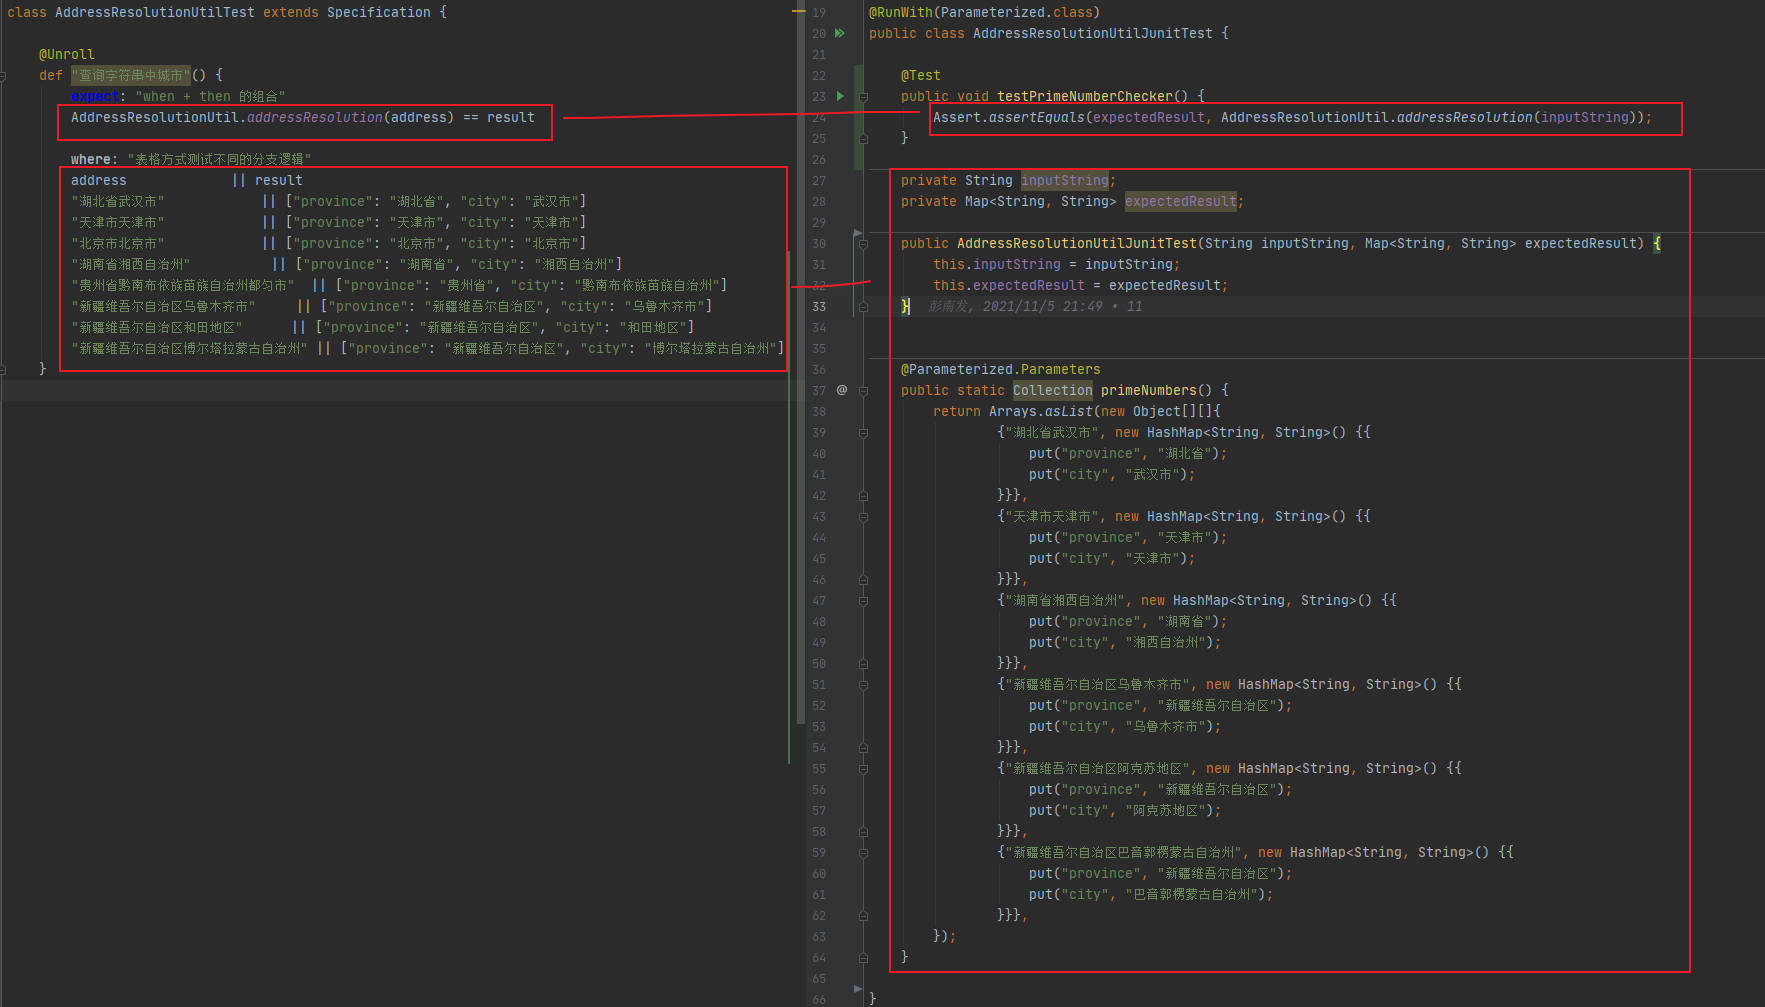 class AddressResolutionUtilTest extends Specification {
@Unroll
def "查询字符串中城市"() {
expect: "when + then 的组合"
AddressResolutionUtil.addressResolution(address) == result
where: "表格方式测试不同的分支逻辑"
address || result
"湖北省武汉市" || ["province": "湖北省", "city": "武汉市"]
"天津市天津市" || ["province": "天津市", "city": "天津市"]
"北京市北京市" || ["province": "北京市", "city": "北京市"]
"湖南省湘西自治州" || ["province": "湖南省", "city": "湘西自治州"]
"贵州省黔南布依族苗族自治州都匀市" || ["province": "贵州省", "city": "黔南布依族苗族自治州"]
"新疆维吾尔自治区乌鲁木齐市" || ["province": "新疆维吾尔自治区", "city": "乌鲁木齐市"]
"新疆维吾尔自治区和田地区" || ["province": "新疆维吾尔自治区", "city": "和田地区"]
"新疆维吾尔自治区博尔塔拉蒙古自治州" || ["province": "新疆维吾尔自治区", "city": "博尔塔拉蒙古自治州"]
}
19 @RunWith(Parameterized.class)
20 public class AddressResolutionUtilJunitTest {
21
22 @Test
23 public void testPrimeNumberChecker() {
24 Assert.assertEquals(expectedResult, AddressResolutionUtil.addressResolution(inputString));
25 }
26
27 private String inputString;
28 private Map<String, String> expectedResult;
29
30 public AddressResolutionUtilJunitTest(String inputString, Map<String, String> expectedResult) {
31 this.inputString = inputString;
32 this.expectedResult = expectedResult;
33 } 彭南发, 2021/11/5 21:49 • 11
34
35
36 @Parameterized.Parameters
37 @ public static Collection primeNumbers() {
38 return Arrays.asList(new Object[][]{
39 {"湖北省武汉市", new HashMap<String, String>() {{
40 put("province", "湖北省");
41 put("city", "武汉市");
42 }}},
43 {"天津市天津市", new HashMap<String, String>() {{
44 put("province", "天津市");
45 put("city", "天津市");
46 }}},
47 {"湖南省湘西自治州", new HashMap<String, String>() {{
48 put("province", "湖南省");
49 put("city", "湘西自治州");
50 }}},
51 {"新疆维吾尔自治区乌鲁木齐市", new HashMap<String, String>() {{
52 put("province", "新疆维吾尔自治区");
53 put("city", "乌鲁木齐市");
54 }}},
55 {"新疆维吾尔自治区阿克苏地区", new HashMap<String, String>() {{
56 put("province", "新疆维吾尔自治区");
57 put("city", "阿克苏地区");
58 }}},
59 {"新疆维吾尔自治区巴音郭楞蒙古自治州", new HashMap<String, String>() {{
60 put("province", "新疆维吾尔自治区");
61 put("city", "巴音郭楞蒙古自治州");
62 }}},
63 });
64 }
65
66 }